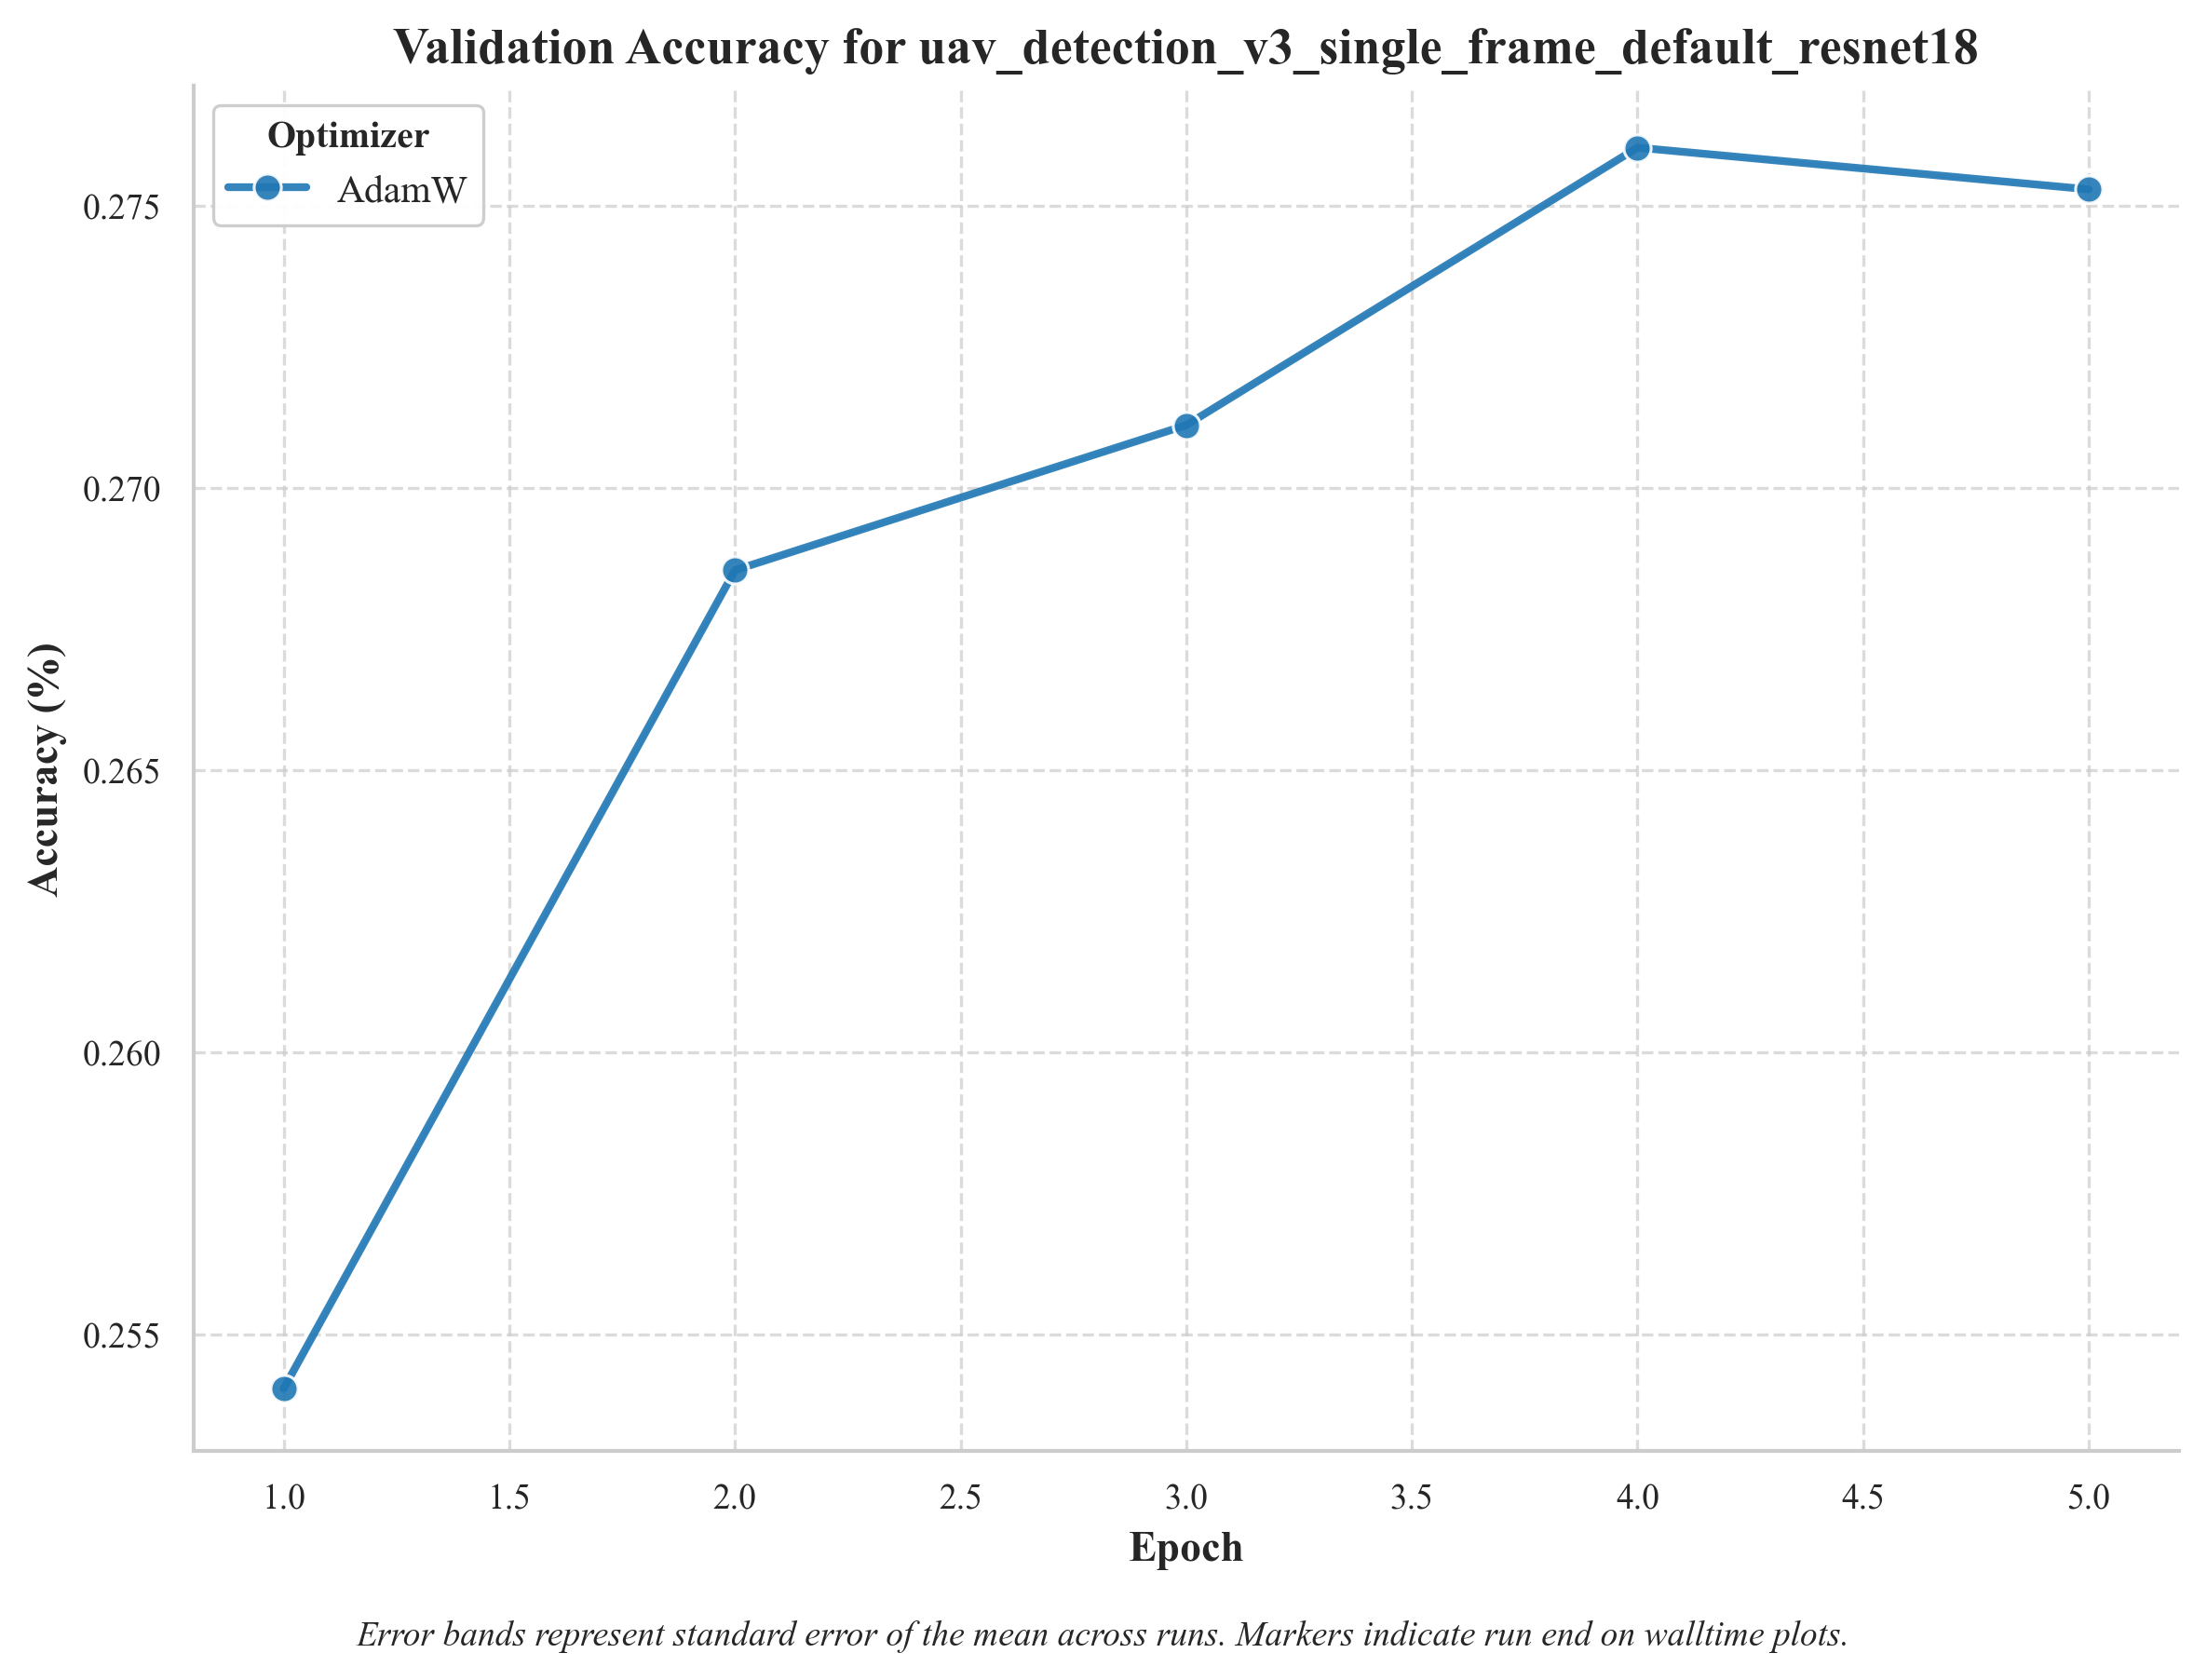 Validation Accuracy for uav_detection_v3_single_frame_default_resnet18
Optimizer
AdamW
Accuracy (%)
0.275
0.270
0.265
0.260
0.255
1.0 1.5 2.0 2.5 3.0 3.5 4.0 4.5 5.0
Epoch
Error bands represent standard error of the mean across runs. Markers indicate run end on walltime plots.